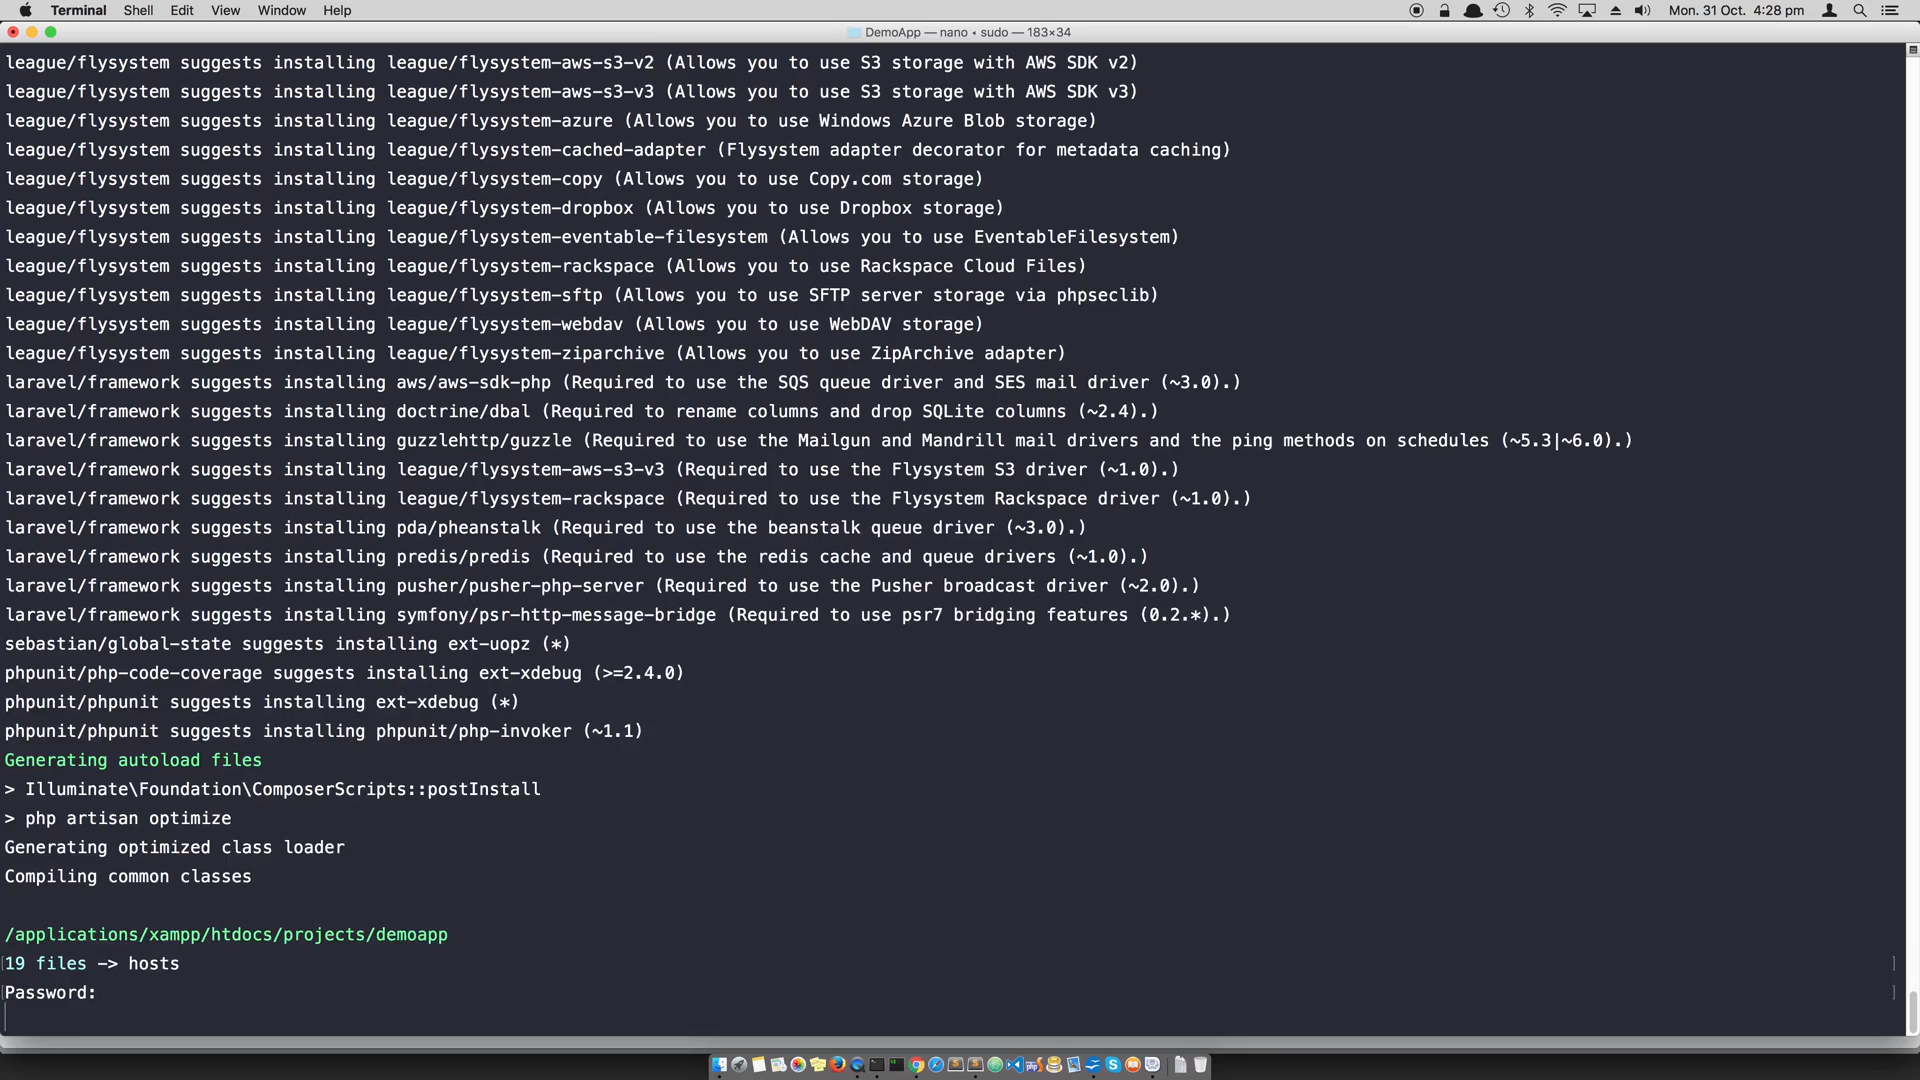 Terminal Shell Edit View Window Help Mon. 31 Oct. 4:28 pm
DemoApp — nano ◂ sudo — 183×34
league/flysystem suggests installing league/flysystem-aws-s3-v2 (Allows you to use S3 storage with AWS SDK v2)
league/flysystem suggests installing league/flysystem-aws-s3-v3 (Allows you to use S3 storage with AWS SDK v3)
league/flysystem suggests installing league/flysystem-azure (Allows you to use Windows Azure Blob storage)
league/flysystem suggests installing league/flysystem-cached-adapter (Flysystem adapter decorator for metadata caching)
league/flysystem suggests installing league/flysystem-copy (Allows you to use Copy.com storage)
league/flysystem suggests installing league/flysystem-dropbox (Allows you to use Dropbox storage)
league/flysystem suggests installing league/flysystem-eventable-filesystem (Allows you to use EventableFilesystem)
league/flysystem suggests installing league/flysystem-rackspace (Allows you to use Rackspace Cloud Files)
league/flysystem suggests installing league/flysystem-sftp (Allows you to use SFTP server storage via phpseclib)
league/flysystem suggests installing league/flysystem-webdav (Allows you to use WebDAV storage)
league/flysystem suggests installing league/flysystem-ziparchive (Allows you to use ZipArchive adapter)
laravel/framework suggests installing aws/aws-sdk-php (Required to use the SQS queue driver and SES mail driver (~3.0).)
laravel/framework suggests installing doctrine/dbal (Required to rename columns and drop SQLite columns (~2.4).)
laravel/framework suggests installing guzzlehttp/guzzle (Required to use the Mailgun and Mandrill mail drivers and the ping methods on schedules (~5.3|~6.0).)
laravel/framework suggests installing league/flysystem-aws-s3-v3 (Required to use the Flysystem S3 driver (~1.0).)
laravel/framework suggests installing league/flysystem-rackspace (Required to use the Flysystem Rackspace driver (~1.0).)
laravel/framework suggests installing pda/pheanstalk (Required to use the beanstalk queue driver (~3.0).)
laravel/framework suggests installing predis/predis (Required to use the redis cache and queue drivers (~1.0).)
laravel/framework suggests installing pusher/pusher-php-server (Required to use the Pusher broadcast driver (~2.0).)
laravel/framework suggests installing symfony/psr-http-message-bridge (Required to use psr7 bridging features (0.2.*).)
sebastian/global-state suggests installing ext-uopz (*)
phpunit/php-code-coverage suggests installing ext-xdebug (>=2.4.0)
phpunit/phpunit suggests installing ext-xdebug (*)
phpunit/phpunit suggests installing phpunit/php-invoker (~1.1)
Generating autoload files
> Illuminate\Foundation\ComposerScripts::postInstall
> php artisan optimize
Generating optimized class loader
Compiling common classes
/applications/xampp/htdocs/projects/demoapp
19 files -> hosts
Password: